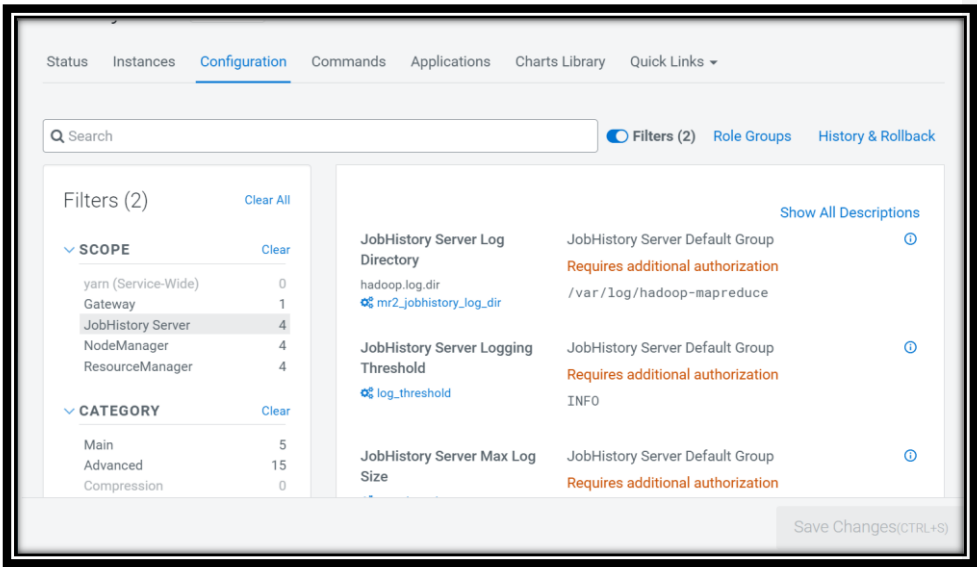 Status Instances Configuration Commands Applications Charts Library Quick Links
Search
Filters (2) Role Groups History & Rollback
Filters (2) Clear All
SCOPE Clear
yarn (Service-Wide) 0
Gateway 1
JobHistory Server 4
NodeManager 4
ResourceManager 4
CATEGORY Clear
Main 5
Advanced 15
Compression 0
Show All Descriptions
JobHistory Server Log
Directory
hadoop.log.dir
mr2_jobhistory_log_dir
JobHistory Server Default Group
Requires additional authorization
/var/log/hadoop-mapreduce
JobHistory Server Logging
Threshold
log_threshold
JobHistory Server Default Group
Requires additional authorization
INFO
JobHistory Server Max Log
Size
JobHistory Server Default Group
Requires additional authorization
Save Changes(CTRL+S)